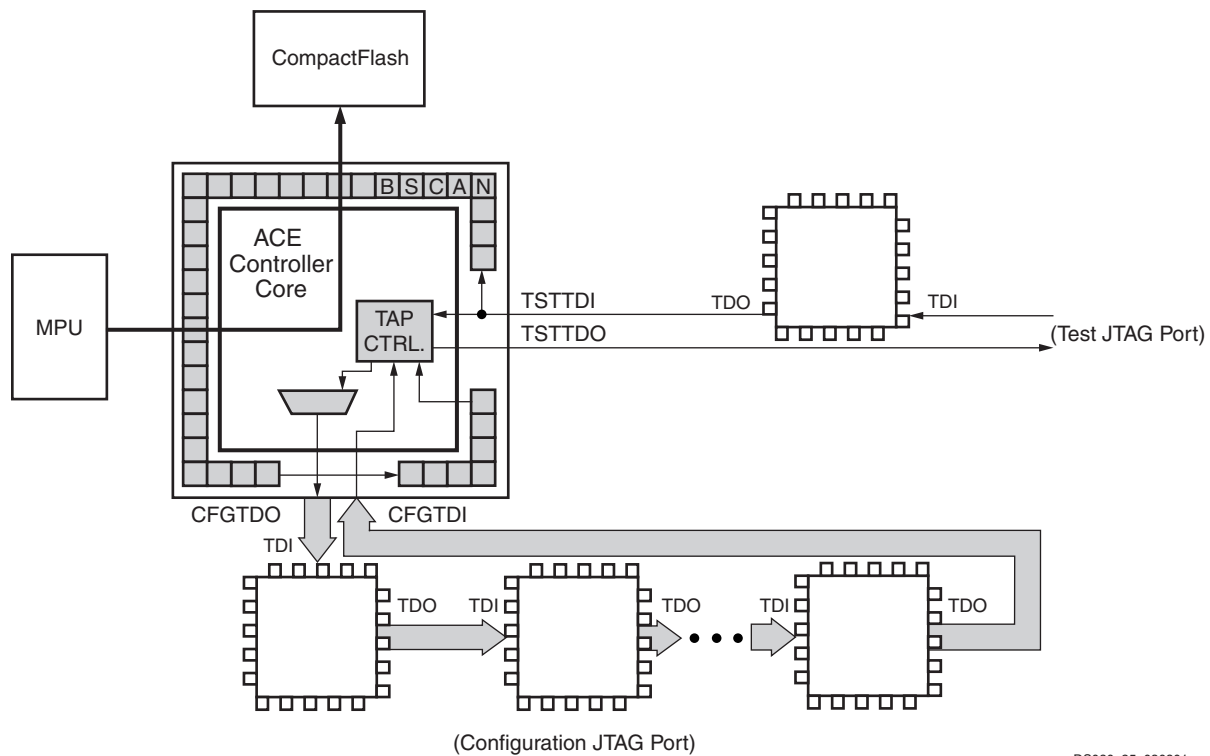 CompactFlash
B S C A N
ACE
Controller
Core
MPU
TAP
CTRL.
TSTTDI
TDO
TDI
TSTTDO
(Test JTAG Port)
CFGTDO
CFGTDI
TDI
TDO
TDI
TDO
TDI
TDO
(Configuration JTAG Port)